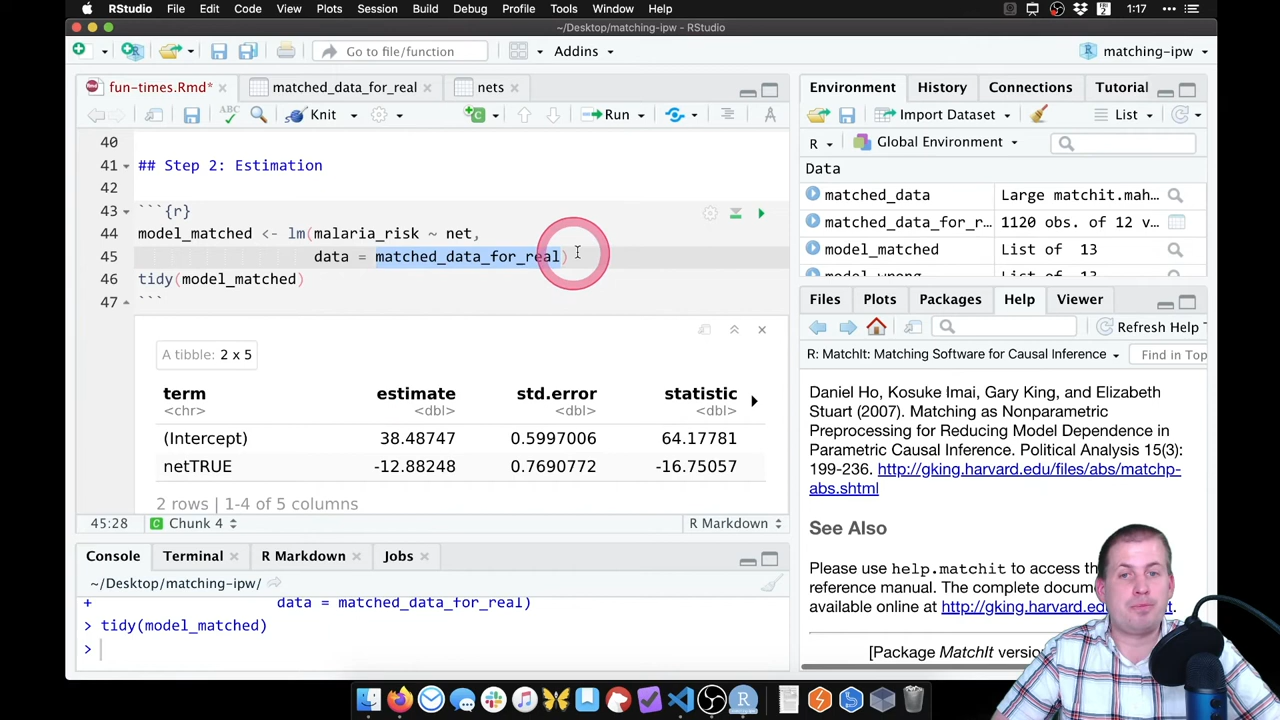 RStudio File Edit Code View Plots Session Build Debug Profile Tools Window Help 2 1:17
~/Desktop/matching-ipw - RStudio
Go to file/function Addins matching-ipw
fun-times.Rmd* matched_data_for_real nets
ABC Knit Run
40
41 ## Step 2: Estimation
42
43 ```{r}
44 model_matched <- lm(malaria_risk ~ net,
45 data = matched_data_for_real)
46 tidy(model_matched)
47 ```
A tibble: 2 x 5
term estimate std.error statistic
<chr> <dbl> <dbl> <dbl>
(Intercept) 38.48747 0.5997006 64.17781
netTRUE -12.88248 0.7690772 -16.75057
2 rows | 1-4 of 5 columns
45:28 C Chunk 4 R Markdown
Console Terminal R Markdown Jobs
~/Desktop/matching-ipw/
+ data = matched_data_for_real)
> tidy(model_matched)
>
Environment History Connections Tutorial
Import Dataset List
R Global Environment
Data
matched_data Large matchit.mah…
matched_data_for_r… 1120 obs. of 12 v…
model_matched List of 13
Files Plots Packages Help Viewer
Refresh Help T
R: MatchIt: Matching Software for Causal Inference Find in Top
Daniel Ho, Kosuke Imai, Gary King, and Elizabeth
Stuart (2007). Matching as Nonparametric
Preprocessing for Reducing Model Dependence in
Parametric Causal Inference. Political Analysis 15(3):
199-236. http://gking.harvard.edu/files/abs/matchp-
abs.shtml
See Also
Please use help.matchit to access th
reference manual. The complete docum
available online at http://gking.harvard.ed
[Package MatchIt versio